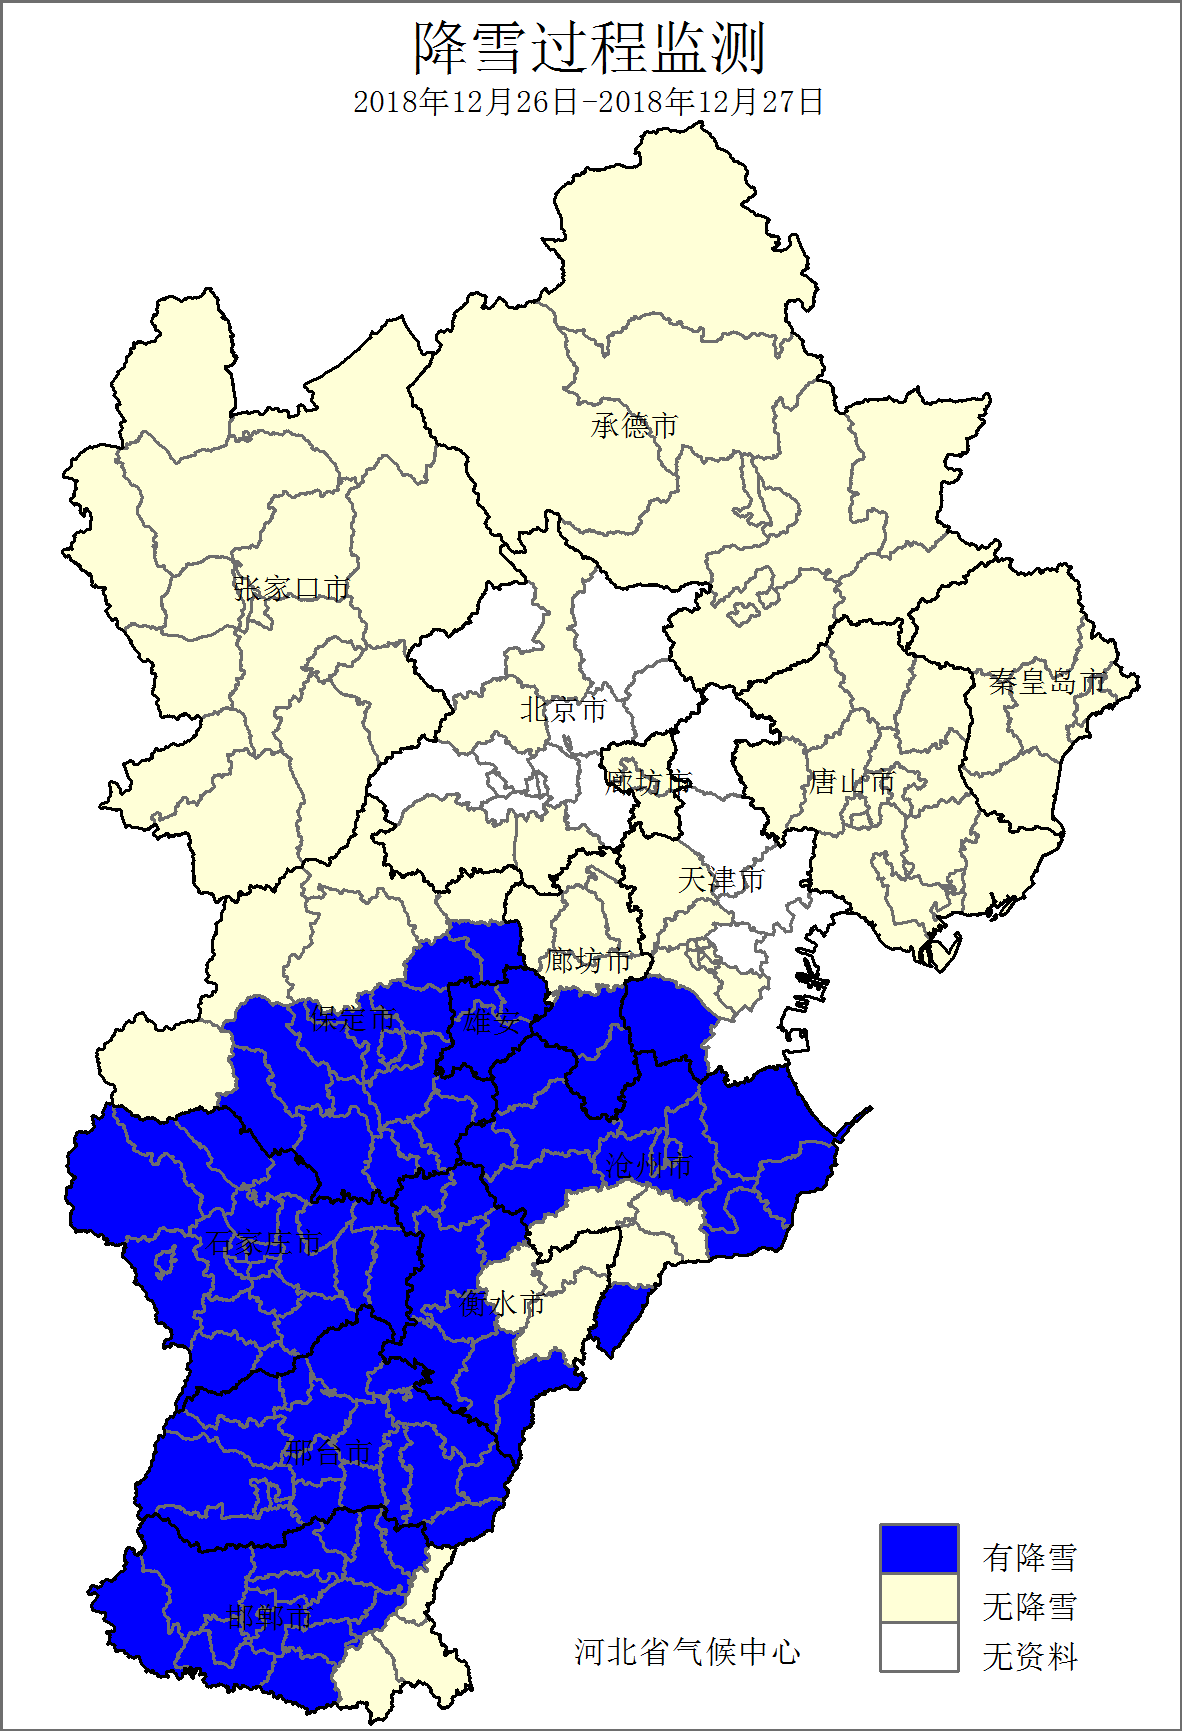 降雪过程监测
2018年12月26日-2018年12月27日
承德市
张家口市
秦皇岛市
北京市
廊坊市
唐山市
天津市
廊坊市
保定市
雄安
沧州市
石家庄市
衡水市
邢台市
邯郸市
有降雪
无降雪
无资料
河北省气候中心